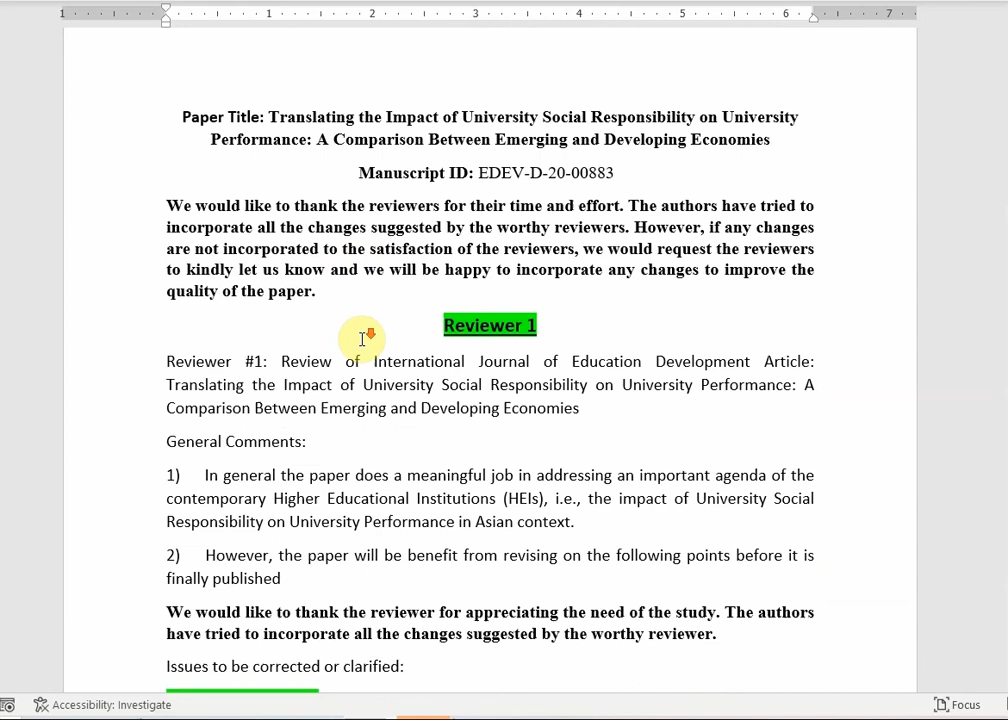 1 1 2 3 4 5 6 7
Paper Title: Translating the Impact of University Social Responsibility on University
Performance: A Comparison Between Emerging and Developing Economies
Manuscript ID: EDEV-D-20-00883
We would like to thank the reviewers for their time and effort. The authors have tried to
incorporate all the changes suggested by the worthy reviewers. However, if any changes
are not incorporated to the satisfaction of the reviewers, we would request the reviewers
to kindly let us know and we will be happy to incorporate any changes to improve the
quality of the paper.
Reviewer 1
Reviewer #1: Review of International Journal of Education Development Article:
Translating the Impact of University Social Responsibility on University Performance: A
Comparison Between Emerging and Developing Economies
General Comments:
1) In general the paper does a meaningful job in addressing an important agenda of the
contemporary Higher Educational Institutions (HEIs), i.e., the impact of University Social
Responsibility on University Performance in Asian context.
2) However, the paper will be benefit from revising on the following points before it is
finally published
We would like to thank the reviewer for appreciating the need of the study. The authors
have tried to incorporate all the changes suggested by the worthy reviewer.
Issues to be corrected or clarified:
Accessibility: Investigate
Focus